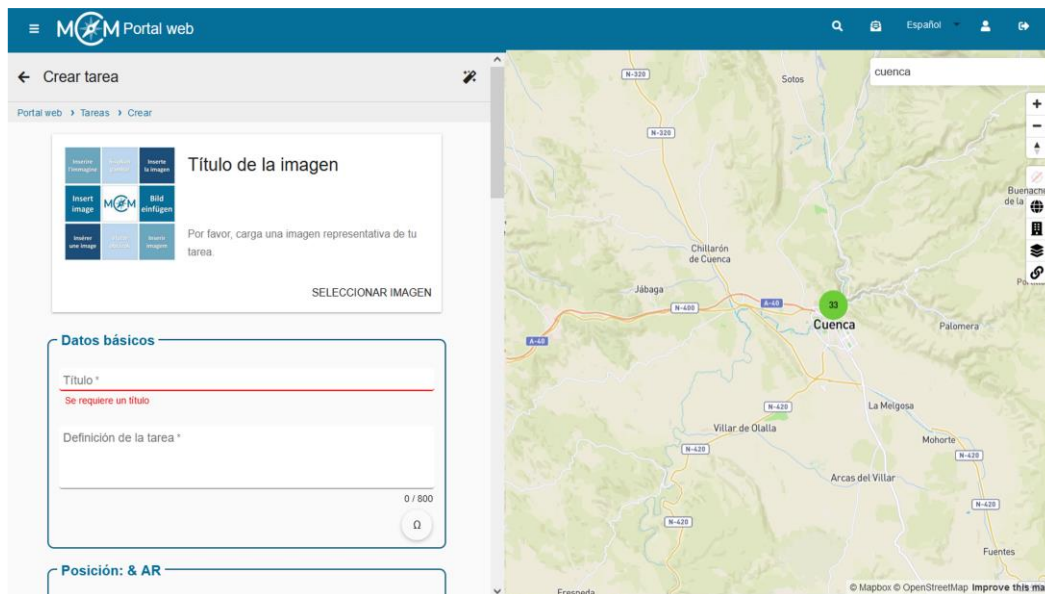 MCM Portal web
Español
Crear tarea
Portal web > Tareas > Crear
Inserte
la imagen
Insert
image
MCM
Bild
einfügen
Insérer
une image
Título de la imagen
Por favor, carga una imagen representativa de tu
tarea.
SELECCIONAR IMAGEN
Datos básicos
Título *
Se requiere un título
Definición de la tarea *
0 / 800
Ω
Posición: & AR
cuenca
N-320
Sotos
N-320
de la
Chillarón
de Cuenca
Jábaga
N-400
A-40
33
Cuenca
Palomera
A-40
N-420
La Melgosa
Villar de Olalla
N-420
Mohorte
N-420
Arcas del Villar
N-420
N-420
Fuentes
Fresneda
© Mapbox © OpenStreetMap Improve this ma